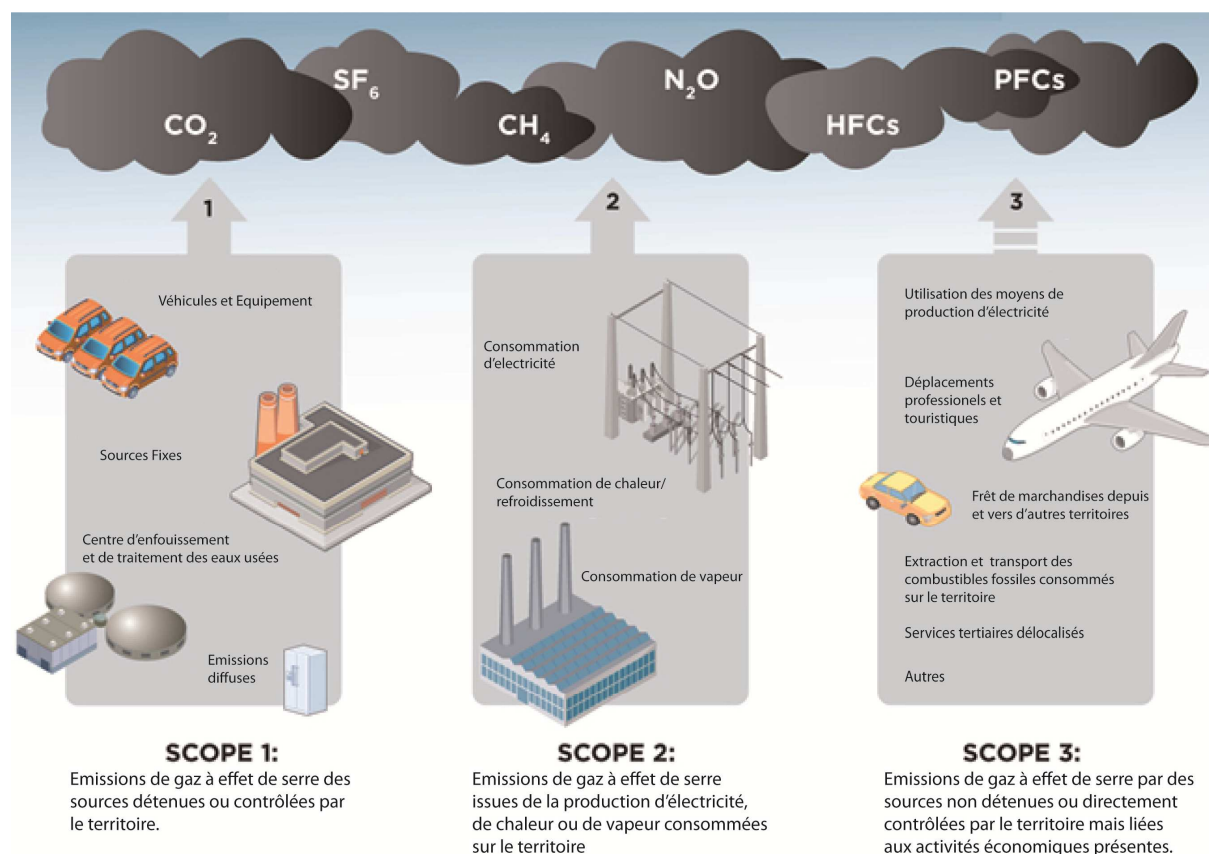 CO₂
SF₆
CH₄
N₂O
HFCs
PFCs
1
Véhicules et Equipement
Sources Fixes
Centre d'enfouissement
et de traitement des eaux usées
Emissions
diffuses
SCOPE 1:
Emissions de gaz à effet de serre des
sources détenues ou contrôlées par
le territoire.
2
Consommation
d'electricité
Consommation de chaleur/
refroidissement
Consommation de vapeur
SCOPE 2:
Emissions de gaz à effet de serre
issues de la production d'électricité,
de chaleur ou de vapeur consommées
sur le territoire
3
Utilisation des moyens de
production d'électricité
Déplacements
professionels et
touristiques
Frêt de marchandises depuis
et vers d'autres territoires
Extraction et transport des
combustibles fossiles consommés
sur le territoire
Services tertiaires délocalisés
Autres
SCOPE 3:
Emissions de gaz à effet de serre par des
sources non détenues ou directement
contrôlées par le territoire mais liées
aux activités économiques présentes.